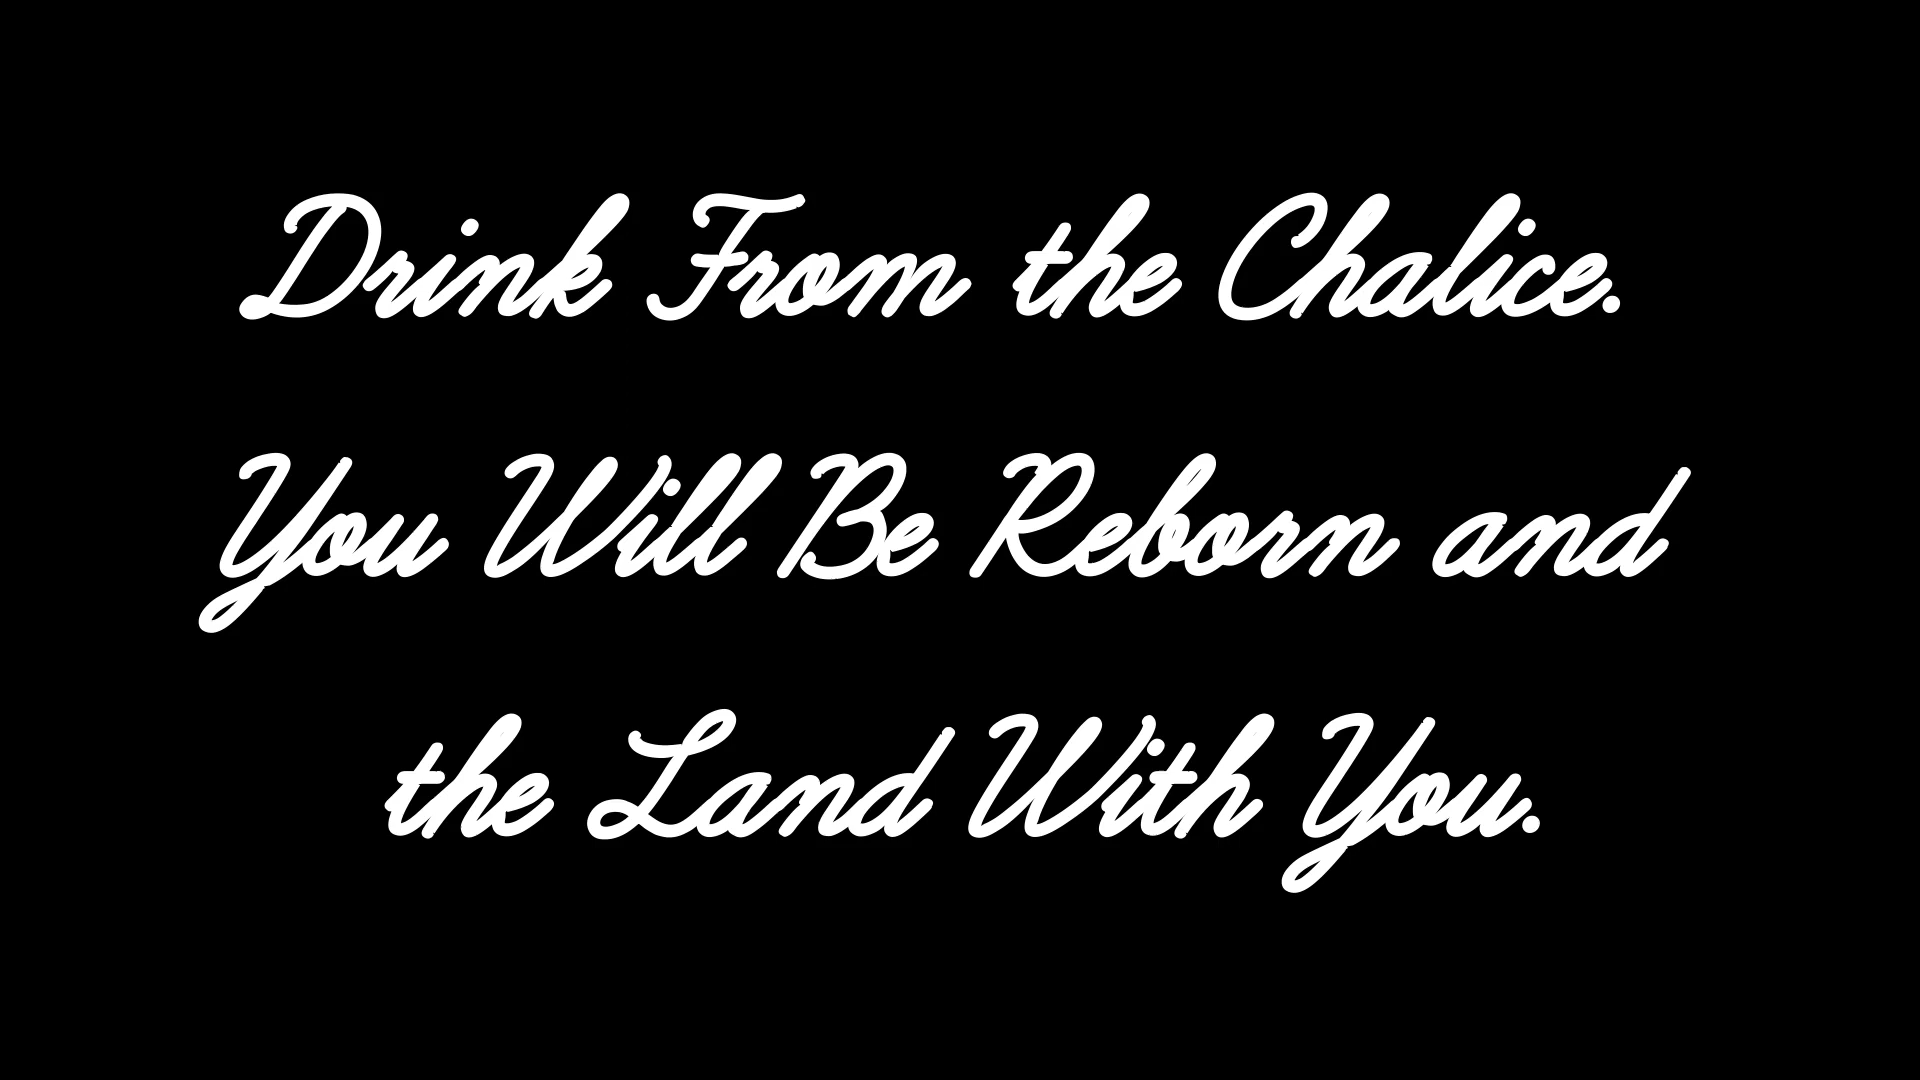 Drink From the Chalice.
You Will Be Reborn and
the Land With You.